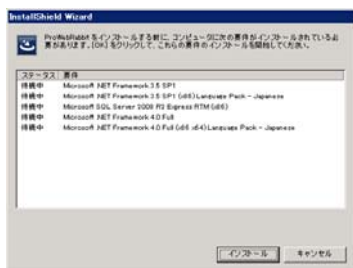 InstallShield Wizard
ProWebRabbit をインストールする前に、コンピュータに次の要件がインストールされている必
要があります。[OK] をクリックして、これらの要件のインストールを開始してください。
ステータス 要件
待機中 Microsoft .NET Framework 3.5 SP1
待機中 Microsoft .NET Framework 3.5 SP1 (x86) Language Pack - Japanese
待機中 Microsoft SQL Server 2008 R2 Express RTM (x86)
待機中 Microsoft .NET Framework 4.0 Full
待機中 Microsoft .NET Framework 4.0 Full (x86 x64) Language Pack - Japanese
インストール キャンセル